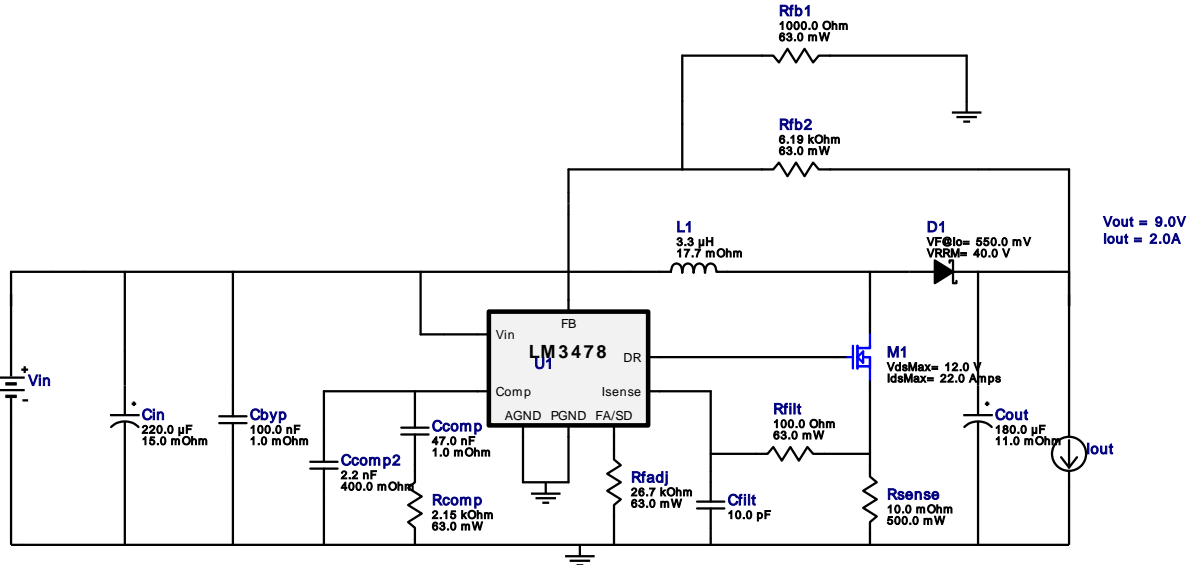 Rfb1
1000.0 Ohm
63.0 mW
Rfb2
6.19 kOhm
63.0 mW
Vout = 9.0V
Iout = 2.0A
L1
3.3 µH
17.7 mOhm
D1
VF@Io= 550.0 mV
VRRM= 40.0 V
FB
Vin
LM3478
U1
DR
Comp
Isense
AGND PGND FA/SD
M1
VdsMax= 12.0 V
IdsMax= 22.0 Amps
+
Vin
-
Cin
220.0 µF
15.0 mOhm
Cbyp
100.0 nF
1.0 mOhm
Ccomp
47.0 nF
1.0 mOhm
Ccomp2
2.2 nF
400.0 mOhm
Rcomp
2.15 kOhm
63.0 mW
Rfadj
26.7 kOhm
63.0 mW
Rfilt
100.0 Ohm
63.0 mW
Cfilt
10.0 pF
Rsense
10.0 mOhm
500.0 mW
Cout
180.0 µF
11.0 mOhm
Iout